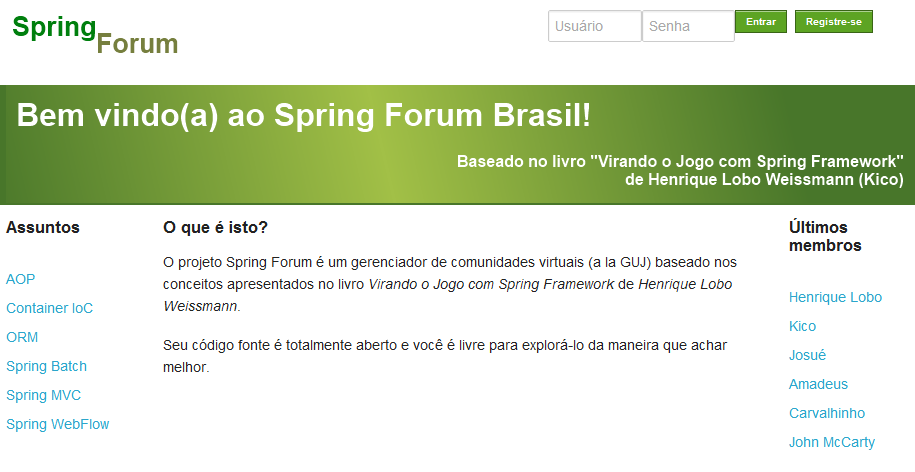 Spring
Forum
Usuário
Senha
Entrar
Registre-se
Bem vindo(a) ao Spring Forum Brasil!
Baseado no livro "Virando o Jogo com Spring Framework"
de Henrique Lobo Weissmann (Kico)
Assuntos
AOP
Container IoC
ORM
Spring Batch
Spring MVC
Spring WebFlow
O que é isto?
O projeto Spring Forum é um gerenciador de comunidades virtuais (a la GUJ) baseado nos
conceitos apresentados no livro Virando o Jogo com Spring Framework de Henrique Lobo
Weissmann.
Seu código fonte é totalmente aberto e você é livre para explorá-lo da maneira que achar
melhor.
Últimos
membros
Henrique Lobo
Kico
Josué
Amadeus
Carvalhinho
John McCarty